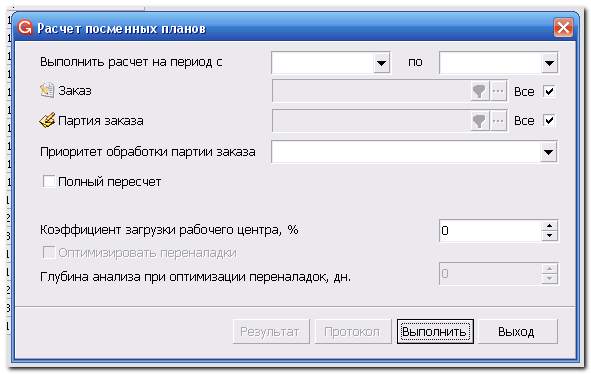 Расчет посменных планов
Выполнить расчет на период с по
Заказ Все
Партия заказа Все
Приоритет обработки партии заказа
Полный пересчет
Коэффициент загрузки рабочего центра, % 0
Оптимизировать переналадки
Глубина анализа при оптимизации переналадок, дн. 0
Результат Протокол Выполнить Выход